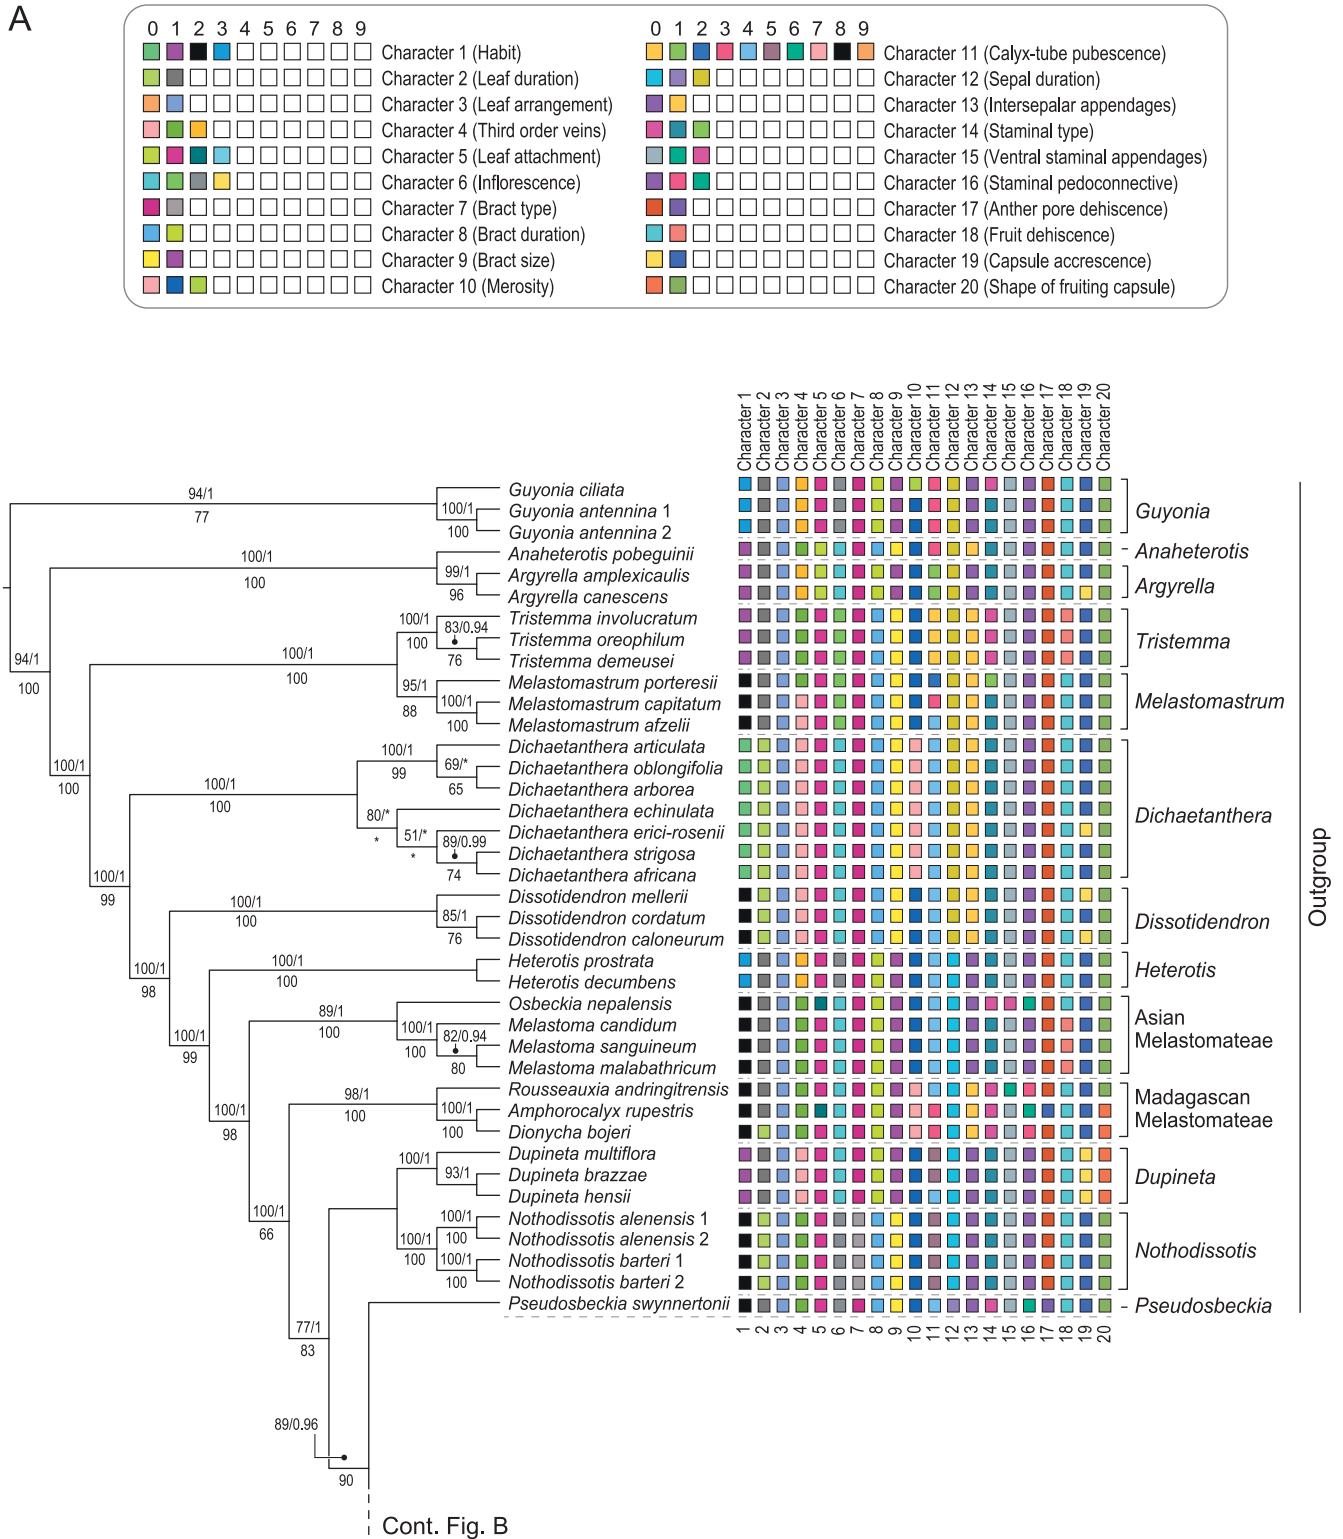 A
0 1 2 3 4 5 6 7 8 9
Character 1 (Habit)
Character 2 (Leaf duration)
Character 3 (Leaf arrangement)
Character 4 (Third order veins)
Character 5 (Leaf attachment)
Character 6 (Inflorescence)
Character 7 (Bract type)
Character 8 (Bract duration)
Character 9 (Bract size)
Character 10 (Merosity)
0 1 2 3 4 5 6 7 8 9
Character 11 (Calyx-tube pubescence)
Character 12 (Sepal duration)
Character 13 (Intersepalar appendages)
Character 14 (Staminal type)
Character 15 (Ventral staminal appendages)
Character 16 (Staminal pedoconnective)
Character 17 (Anther pore dehiscence)
Character 18 (Fruit dehiscence)
Character 19 (Capsule accrescence)
Character 20 (Shape of fruiting capsule)
Character 1
Character 2
Character 3
Character 4
Character 5
Character 6
Character 7
Character 8
Character 9
Character 10
Character 11
Character 12
Character 13
Character 14
Character 15
Character 16
Character 17
Character 18
Character 19
Character 20
94/1
77
Guyonia ciliata
100/1
100
Guyonia antennina 1
Guyonia antennina 2
Guyonia
100/1
100
Anaheterotis pobeguinii
Anaheterotis
99/1
96
Argyrella amplexicaulis
Argyrella canescens
Argyrella
94/1
100
100/1
100
100/1
100
Tristemma involucratum
83/0.94
76
Tristemma oreophilum
Tristemma demeusei
Tristemma
95/1
88
Melastomastrum porteresii
100/1
100
Melastomastrum capitatum
Melastomastrum afzelii
Melastomastrum
100/1
100
100/1
100
100/1
99
Dichaetanthera articulata
69/*
65
Dichaetanthera oblongifolia
Dichaetanthera arborea
80/*
*
Dichaetanthera echinulata
51/*
*
Dichaetanthera erici-rosenii
89/0.99
74
Dichaetanthera strigosa
Dichaetanthera africana
Dichaetanthera
Outgroup
100/1
99
100/1
100
Dissotidendron mellerii
85/1
76
Dissotidendron cordatum
Dissotidendron caloneurum
Dissotidendron
100/1
98
100/1
100
Heterotis prostrata
Heterotis decumbens
Heterotis
100/1
99
89/1
100
Osbeckia nepalensis
100/1
100
Melastoma candidum
82/0.94
80
Melastoma sanguineum
Melastoma malabathricum
Asian
Melastomateae
100/1
98
98/1
100
Rousseauxia andringitrensis
100/1
100
Amphorocalyx rupestris
Dionycha bojeri
Madagascan
Melastomateae
100/1
66
100/1
Dupineta multiflora
93/1
Dupineta brazzae
Dupineta hensii
Dupineta
100/1
100
100/1
100
Nothodissotis alenensis 1
Nothodissotis alenensis 2
100/1
100
Nothodissotis barteri 1
Nothodissotis barteri 2
Nothodissotis
Pseudosbeckia swynnertonii
Pseudosbeckia
1 2 3 4 5 6 7 8 9 10 11 12 13 14 15 16 17 18 19 20
77/1
83
89/0.96
90
Cont. Fig. B